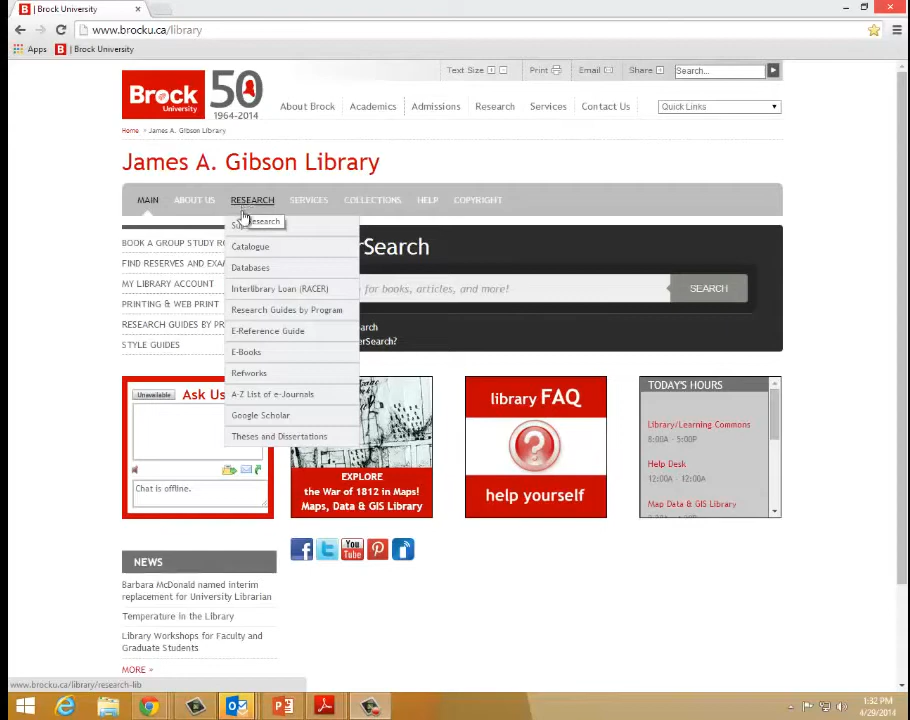 | Brock University
www.brocku.ca/library
Apps | Brock University
Text Size Print Email Share Search...
Brock University 50 1964-2014
About Brock Academics Admissions Research Services Contact Us Quick Links
Home > James A. Gibson Library
James A. Gibson Library
MAIN ABOUT US RESEARCH SERVICES COLLECTIONS HELP COPYRIGHT
BOOK A GROUP STUDY RO
FIND RESERVES AND EXA
MY LIBRARY ACCOUNT
PRINTING & WEB PRINT
RESEARCH GUIDES BY PR
STYLE GUIDES
Research
Catalogue
Databases
Interlibrary Loan (RACER)
Research Guides by Program
E-Reference Guide
E-Books
Refworks
A-Z List of e-Journals
Google Scholar
Theses and Dissertations
erSearch
for books, articles, and more! SEARCH
arch
erSearch?
Unavailable Ask Us
Chat is offline.
EXPLORE
the War of 1812 in Maps!
Maps, Data & GIS Library
library FAQ
?
help yourself
TODAY'S HOURS
Library/Learning Commons
8:00A - 5:00P
Help Desk
12:00A - 12:00A
Map Data & GIS Library
You Tube
NEWS
Barbara McDonald named interim
replacement for University Librarian
Temperature in the Library
Library Workshops for Faculty and
Graduate Students
MORE >
www.brocku.ca/library/research-lib
1:32 PM
4/29/2014